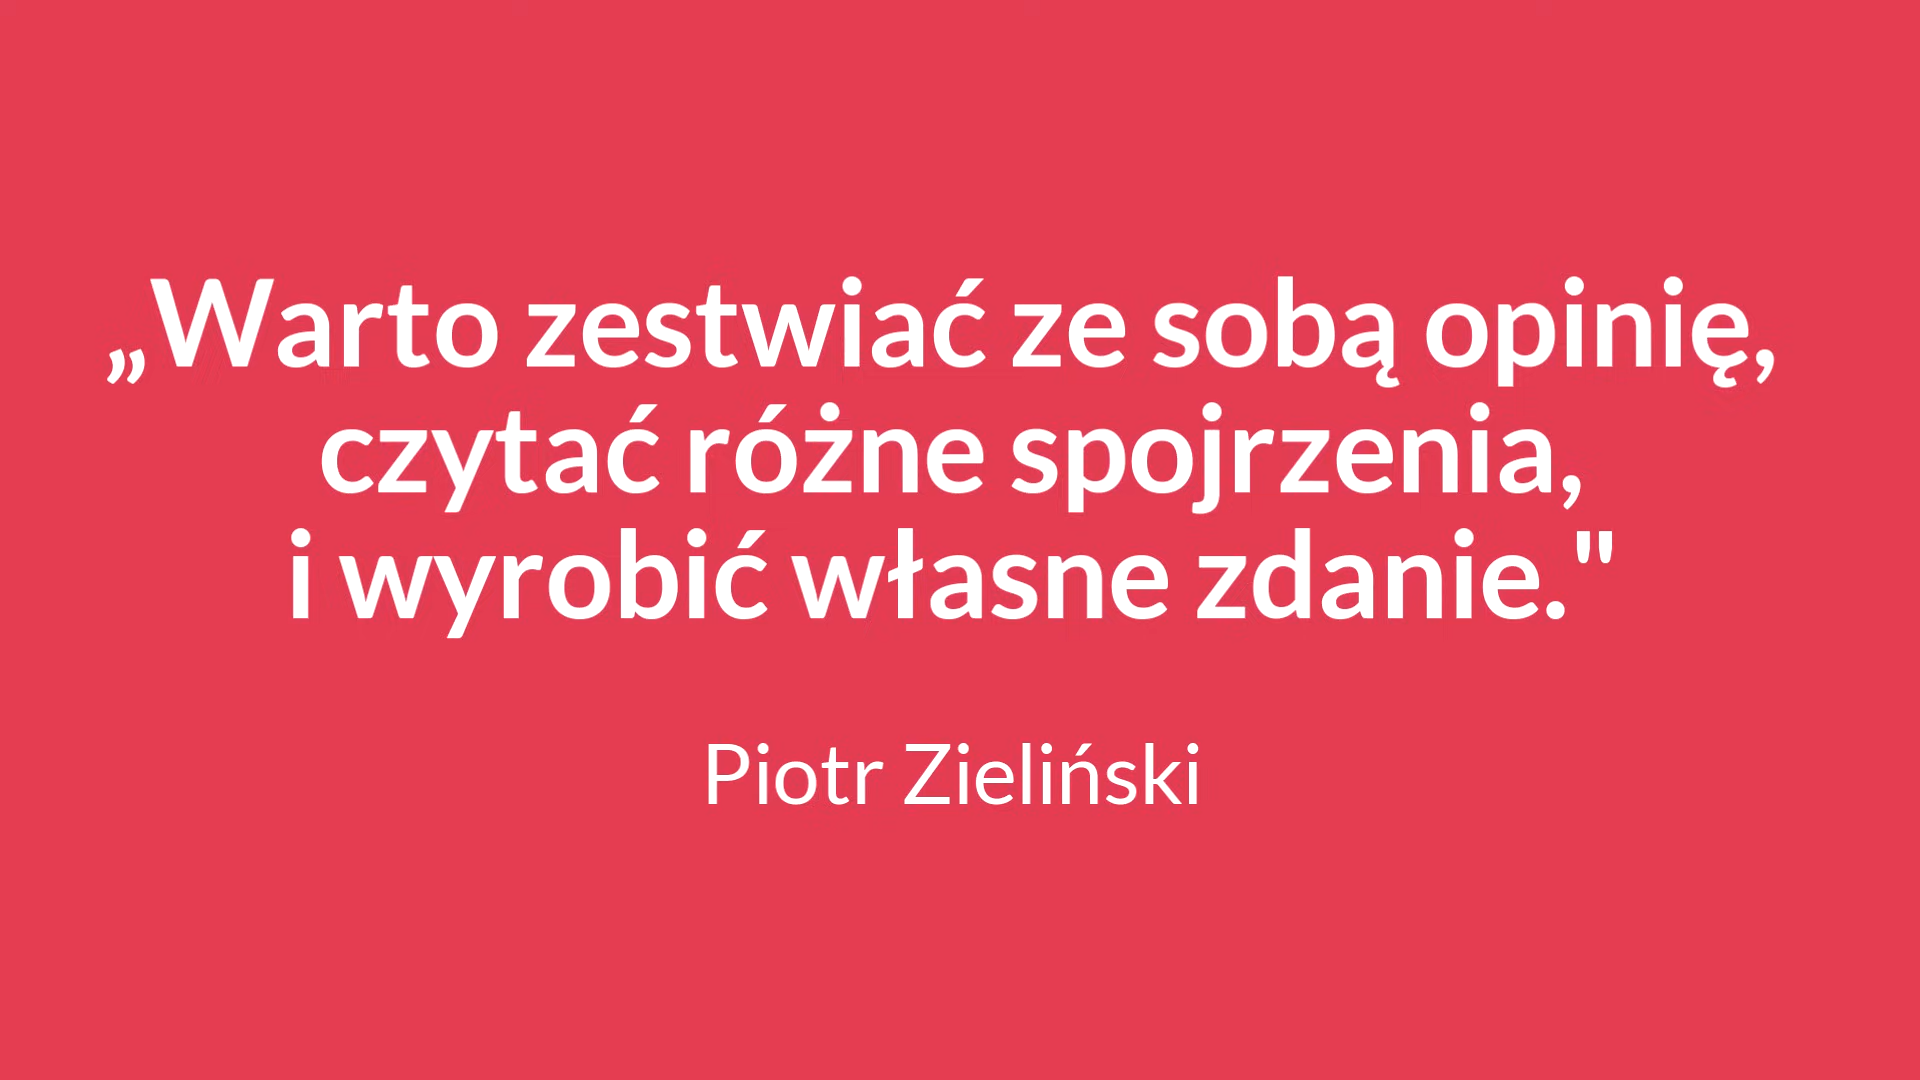 „Warto zestwiać ze sobą opinię,
czytać różne spojrzenia,
i wyrobić własne zdanie."
Piotr Zieliński